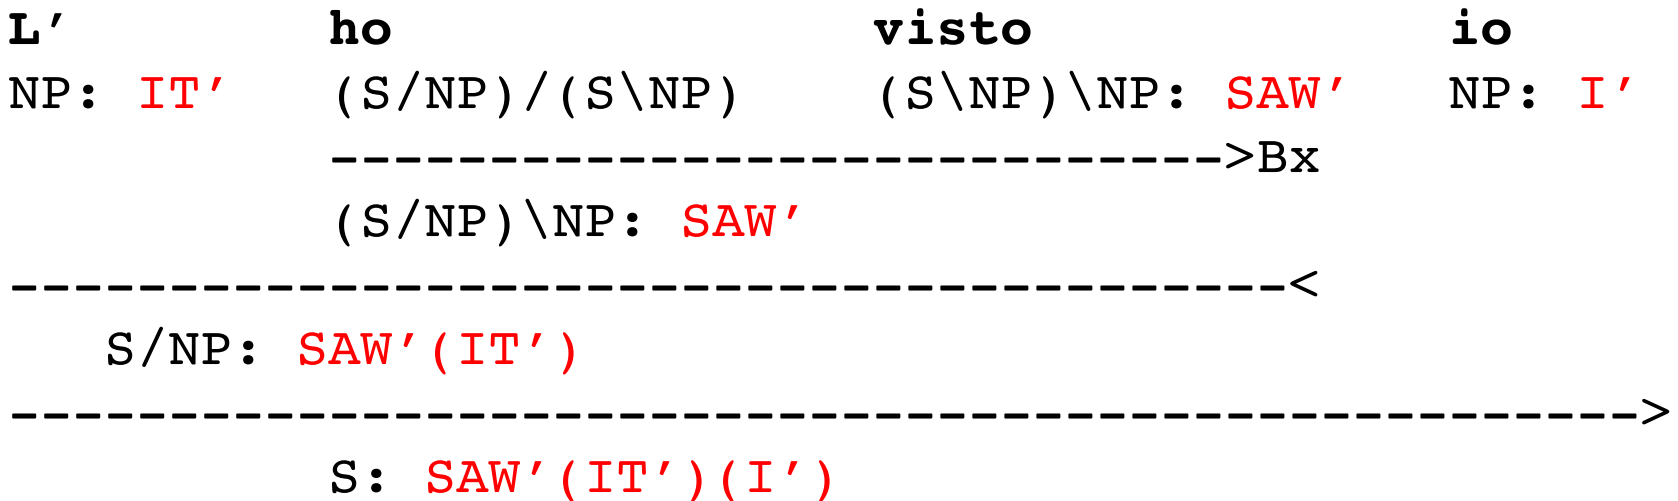 L′ ho visto io
NP: IT′ (S/NP)/(S\NP) (S\NP)\NP: SAW′ NP: I′
---------------------------->Bx
(S/NP)\NP: SAW′
----------------------------------------<
S/NP: SAW′(IT′)
--------------------------------------------------->
S: SAW′(IT′)(I′)